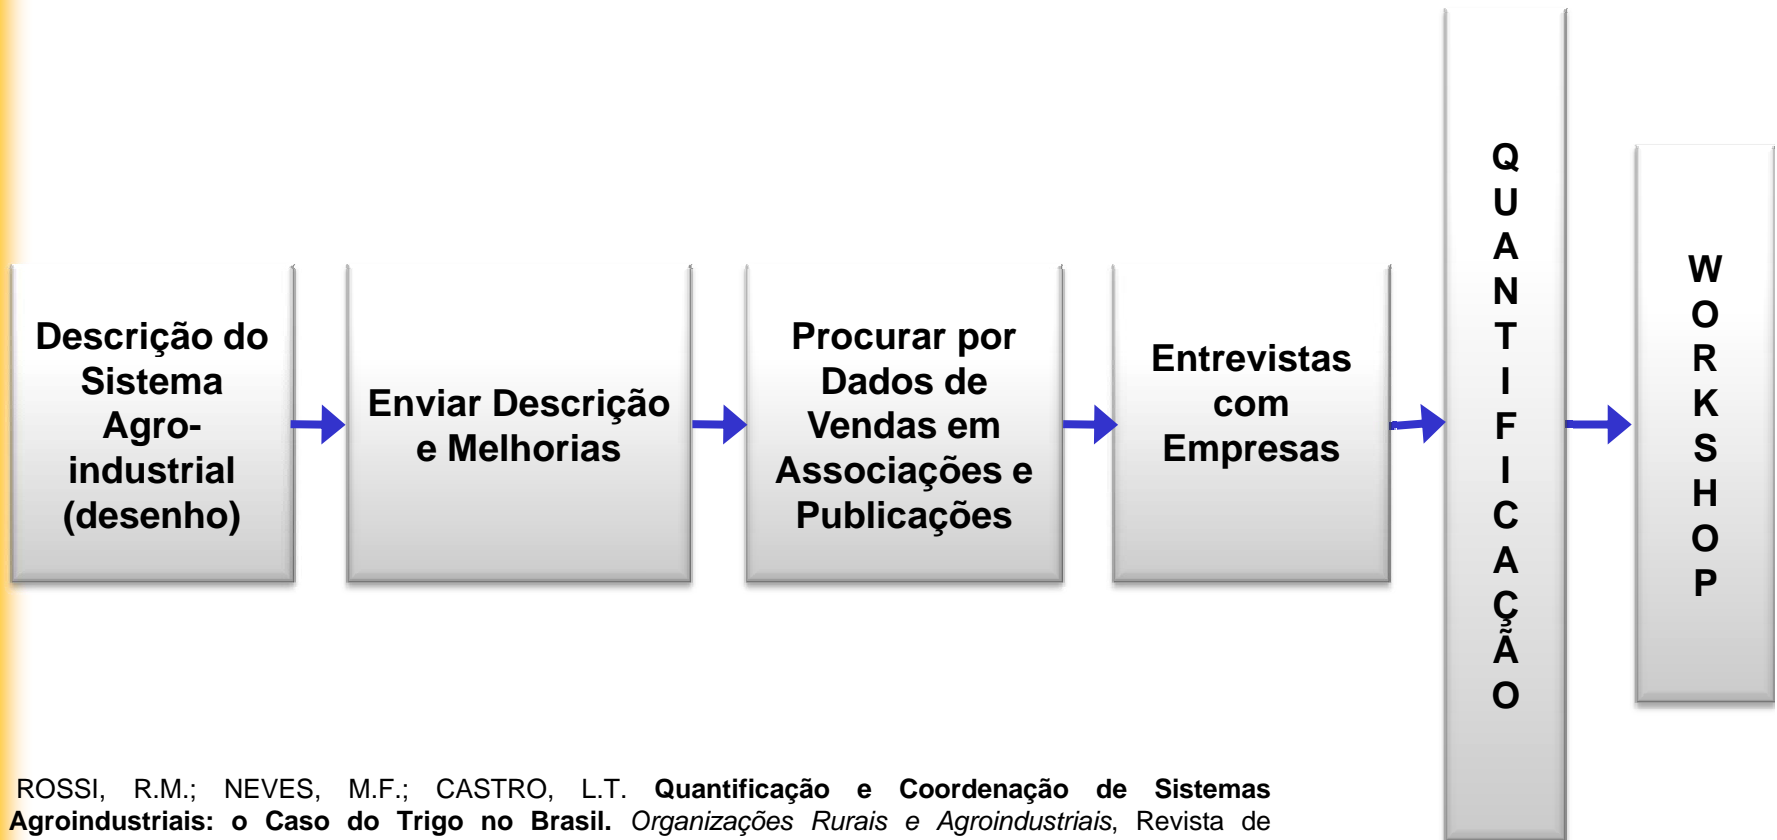 Descrição do
Sistema
Agro-
industrial
(desenho)
Enviar Descrição
e Melhorias
Procurar por
Dados de
Vendas em
Associações e
Publicações
Entrevistas
com
Empresas
Q
U
A
N
T
I
F
I
C
A
Ç
Ã
O
W
O
R
K
S
H
O
P
ROSSI, R.M.; NEVES, M.F.; CASTRO, L.T. Quantificação e Coordenação de Sistemas
Agroindustriais: o Caso do Trigo no Brasil. Organizações Rurais e Agroindustriais, Revista de